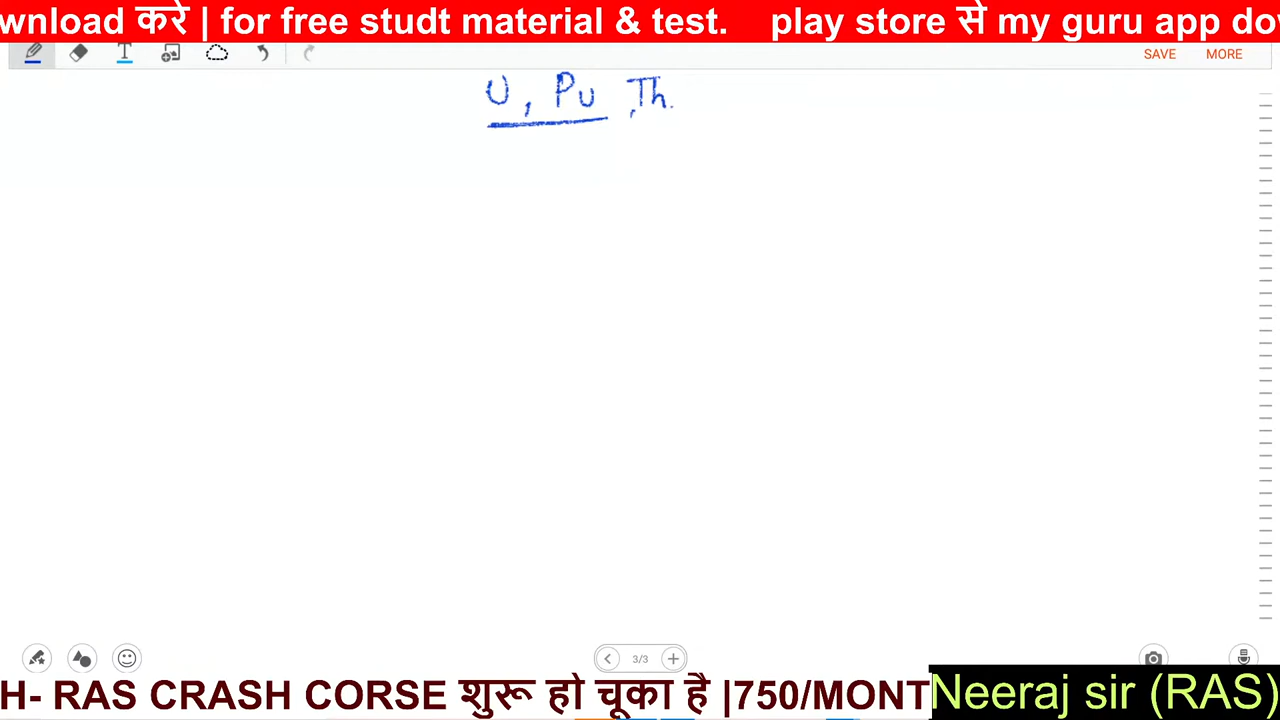 wnload करे | for free studt material & test. play store से my guru app do
T SAVE MORE
U, Pu, Th.
3/3
H- RAS CRASH CORSE शुरू हो चूका है |750/MONT
Neeraj sir (RAS)